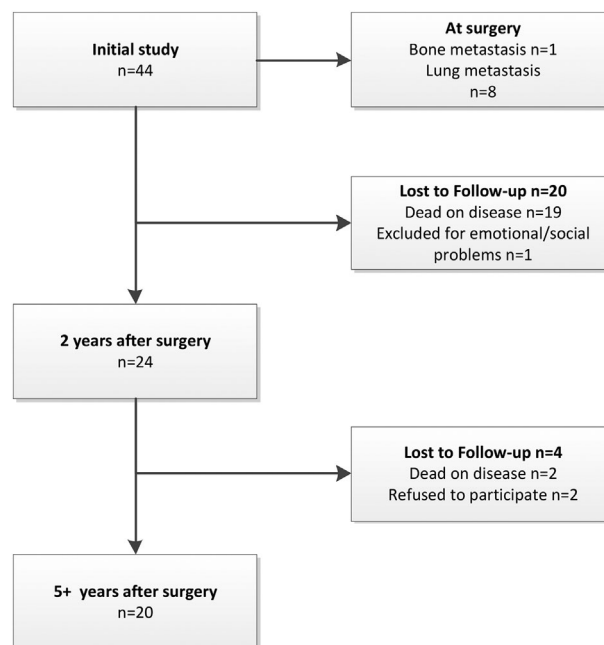 Initial study
n=44
At surgery
Bone metastasis n=1
Lung metastasis
n=8
Lost to Follow-up n=20
Dead on disease n=19
Excluded for emotional/social
problems n=1
2 years after surgery
n=24
Lost to Follow-up n=4
Dead on disease n=2
Refused to participate n=2
5+ years after surgery
n=20